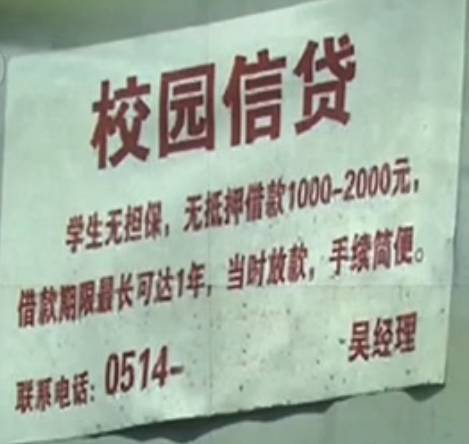 校园信贷
学生无担保，无抵押借款1000-2000元，
借款期限最长可达1年，当时放款，手续简便。
吴经理
联系电话：0514-